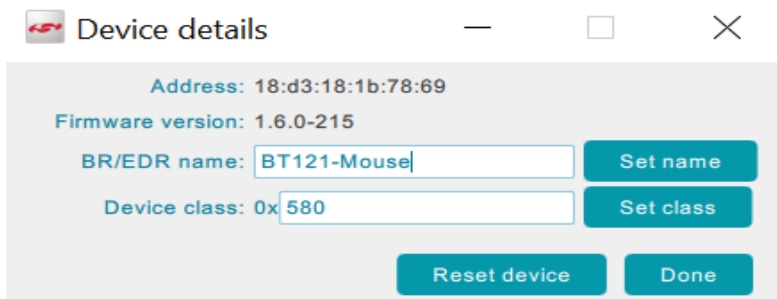 Device details
Address: 18:d3:18:1b:78:69
Firmware version: 1.6.0-215
BR/EDR name: BT121-Mouse Set name
Device class: 0x 580 Set class
Reset device Done